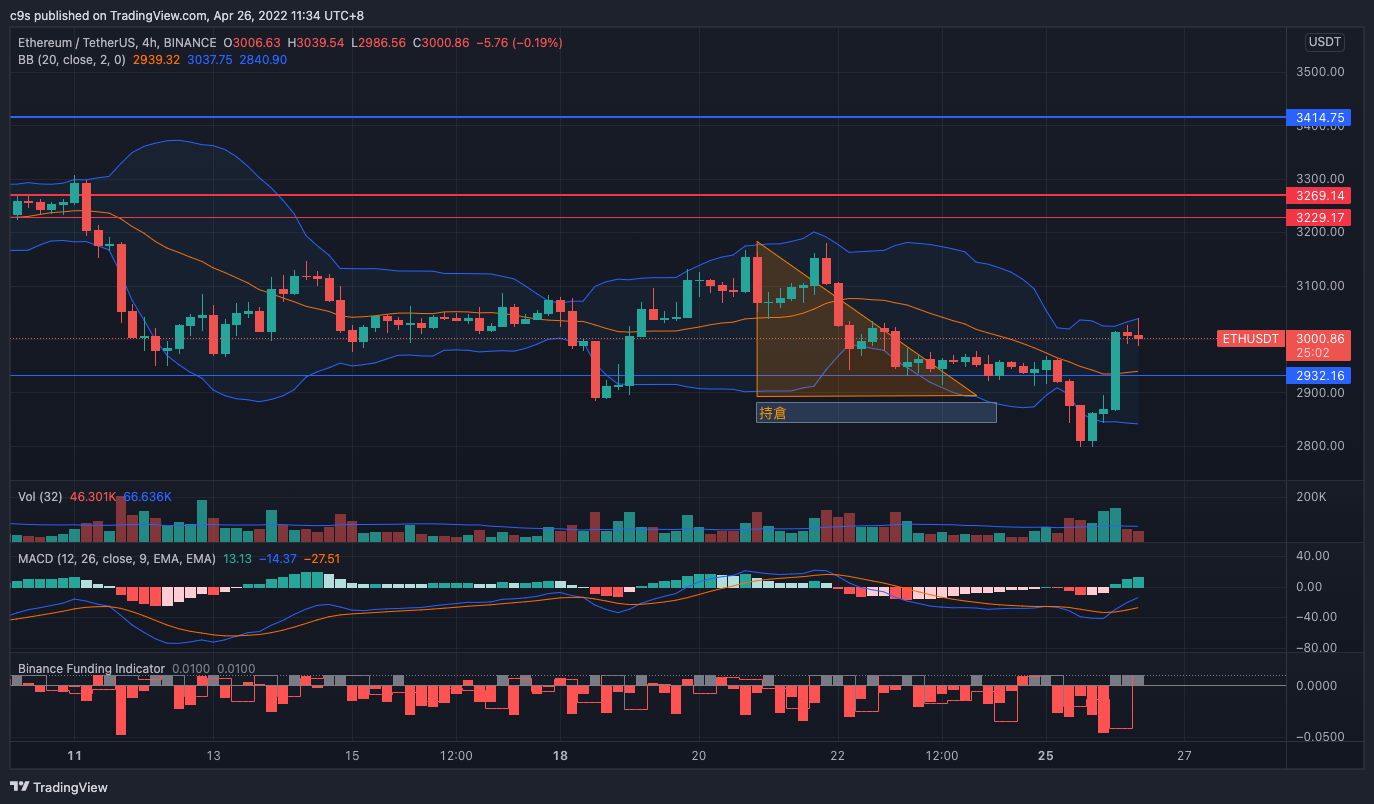 c9s published on TradingView.com, Apr 26, 2022 11:34 UTC+8
Ethereum / TetherUS, 4h, BINANCE O3006.63 H3039.54 L2986.56 C3000.86 −5.76 (−0.19%)
USDT
BB (20, close, 2, 0) 2939.32 3037.75 2840.90
3500.00
3414.75
3400.00
3300.00
3269.14
3229.17
3200.00
3100.00
ETHUSDT 3000.86
25:02
2932.16
2900.00
持倉
2800.00
Vol (32) 46.301K 66.636K
200K
MACD (12, 26, close, 9, EMA, EMA) 13.13 −14.37 −27.51
40.00
0.00
−40.00
−80.00
Binance Funding Indicator 0.0100 0.0100
0.0000
−0.0500
11 13 15 12:00 18 20 22 12:00 25 27
TradingView